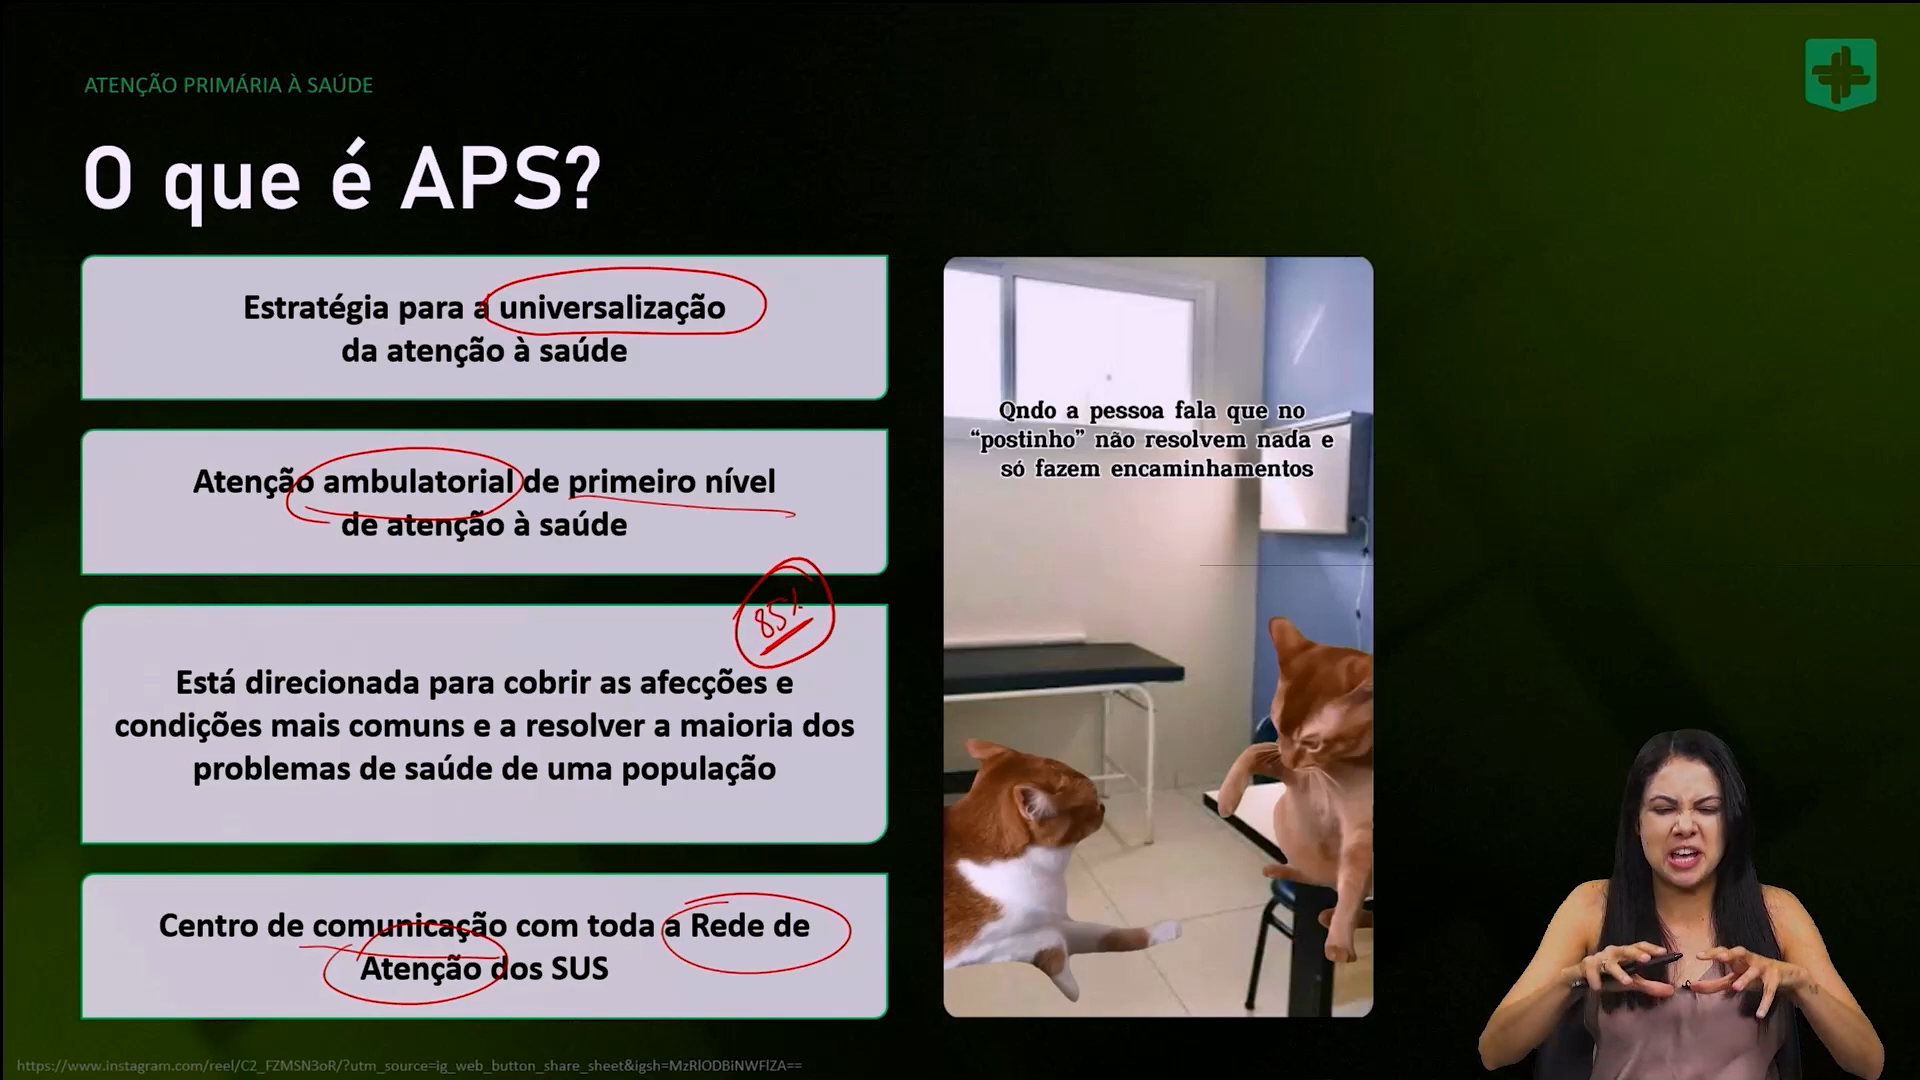 ATENÇÃO PRIMÁRIA À SAÚDE
O que é APS?
Estratégia para a universalização
da atenção à saúde
Atenção ambulatorial de primeiro nível
de atenção à saúde
85%
Está direcionada para cobrir as afecções e
condições mais comuns e a resolver a maioria dos
problemas de saúde de uma população
Centro de comunicação com toda a Rede de
Atenção dos SUS
Qndo a pessoa fala que no
“postinho” não resolvem nada e
só fazem encaminhamentos
https://www.instagram.com/reel/C2_FZMSN3oR/?utm_source=ig_web_button_share_sheet&igsh=MzRlODBiNWFlZA==